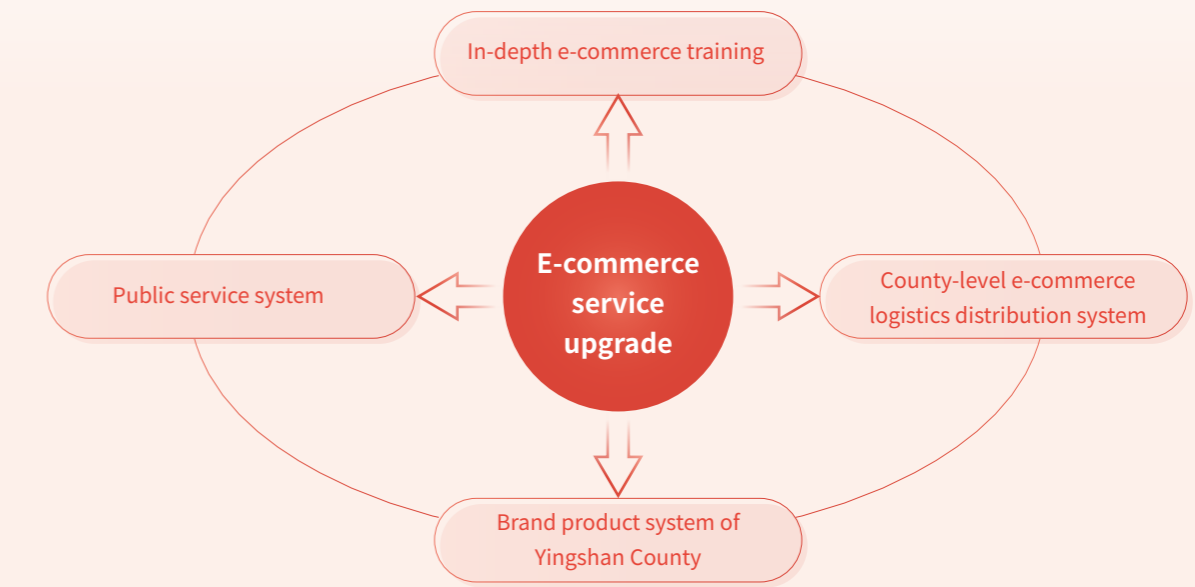 In-depth e-commerce training
E-commerce
service
upgrade
Public service system
County-level e-commerce
logistics distribution system
Brand product system of
Yingshan County